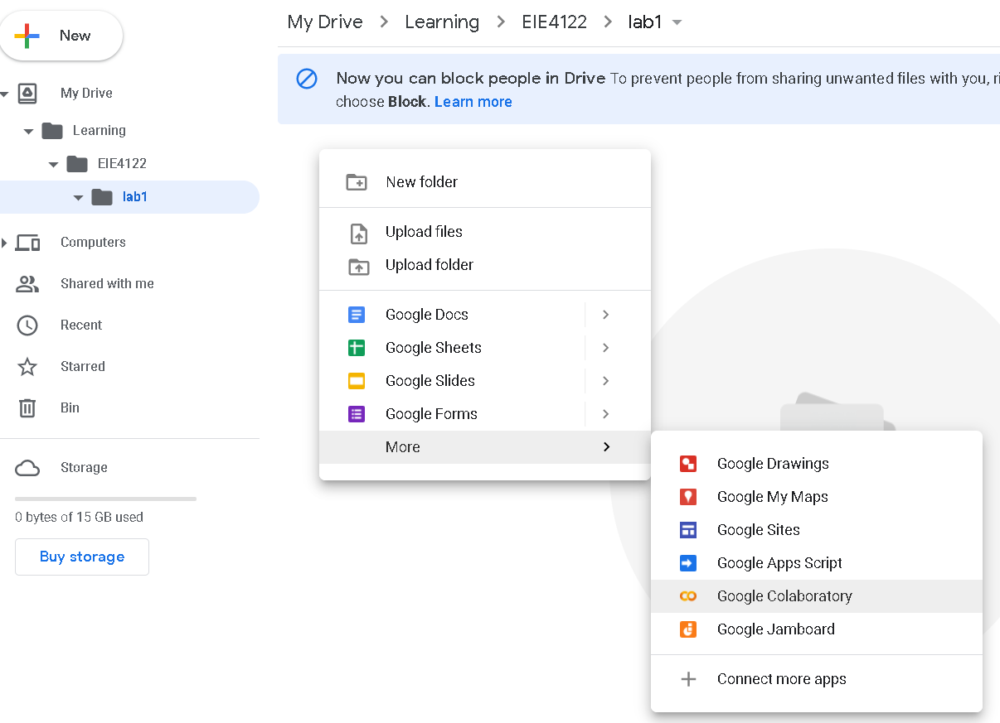 New
My Drive
Learning
EIE4122
lab1
Computers
Shared with me
Recent
Starred
Bin
Storage
0 bytes of 15 GB used
Buy storage
My Drive > Learning > EIE4122 > lab1
Now you can block people in Drive To prevent people from sharing unwanted files with you,
choose Block. Learn more
New folder
Upload files
Upload folder
Google Docs
Google Sheets
Google Slides
Google Forms
More
Google Drawings
Google My Maps
Google Sites
Google Apps Script
Google Colaboratory
Google Jamboard
Connect more apps